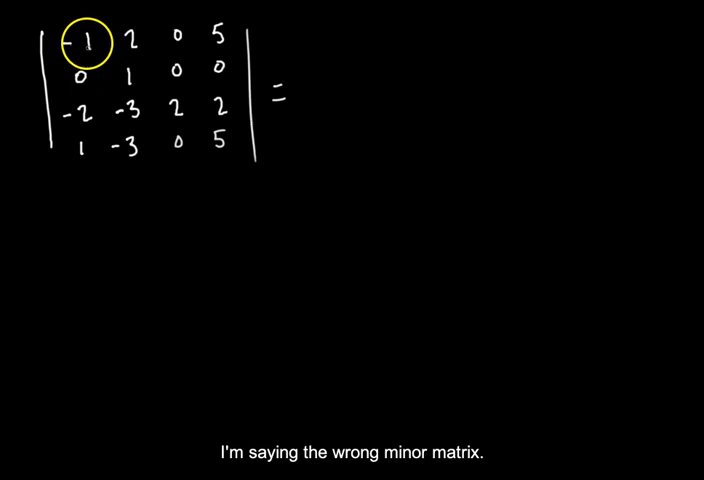 -1 2 0 5
0 1 0 0
-2 -3 2 2 =
1 -3 0 5
I'm saying the wrong minor matrix.